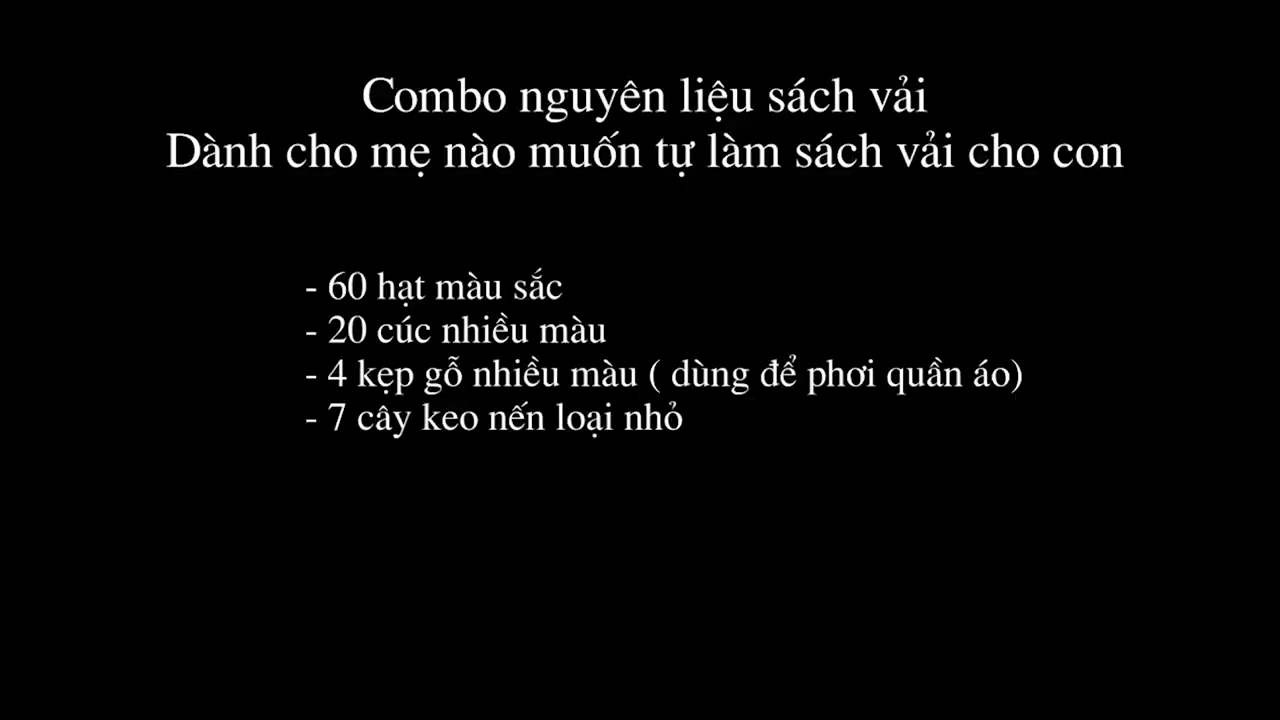 Combo nguyên liệu sách vải
Dành cho mẹ nào muốn tự làm sách vải cho con
- 60 hạt màu sắc
- 20 cúc nhiều màu
- 4 kẹp gỗ nhiều màu ( dùng để phơi quần áo)
- 7 cây keo nến loại nhỏ